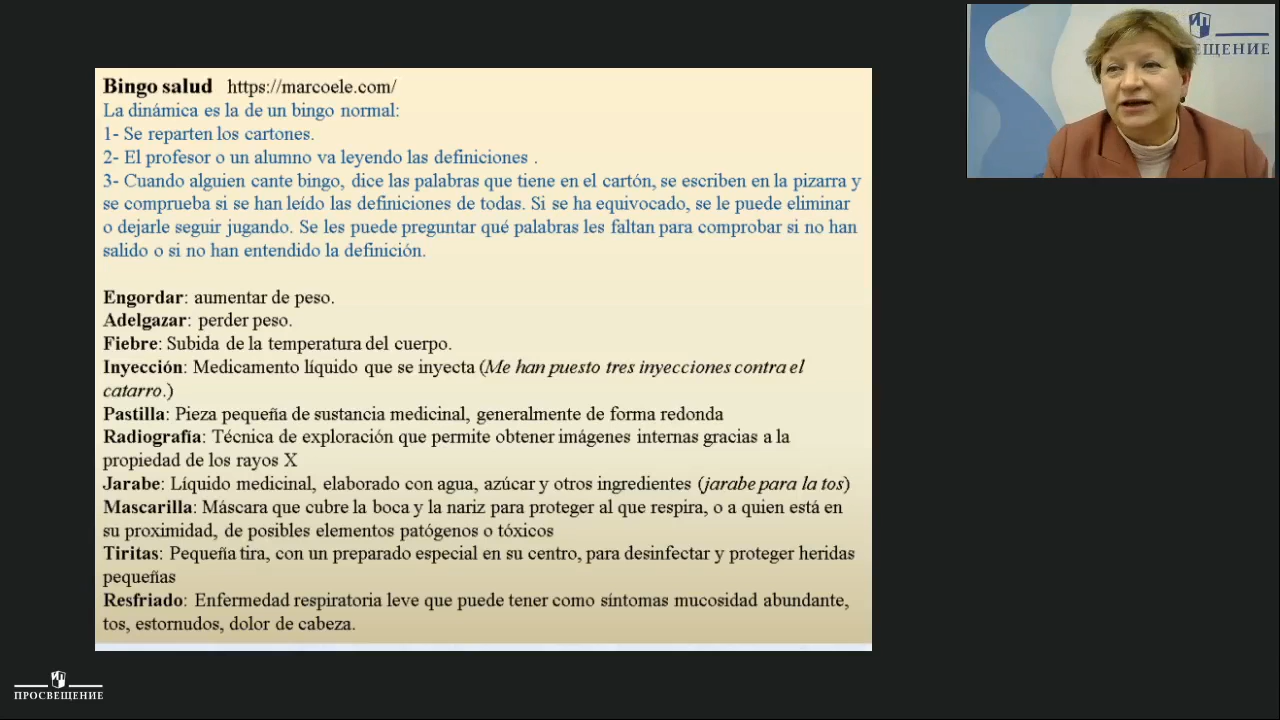 Bingo salud https://marcoele.com/
La dinámica es la de un bingo normal:
1- Se reparten los cartones.
2- El profesor o un alumno va leyendo las definiciones .
3- Cuando alguien cante bingo, dice las palabras que tiene en el cartón, se escriben en la pizarra y
se comprueba si se han leído las definiciones de todas. Si se ha equivocado, se le puede eliminar
o dejarle seguir jugando. Se les puede preguntar qué palabras les faltan para comprobar si no han
salido o si no han entendido la definición.
Engordar: aumentar de peso.
Adelgazar: perder peso.
Fiebre: Subida de la temperatura del cuerpo.
Inyección: Medicamento líquido que se inyecta (Me han puesto tres inyecciones contra el
catarro.)
Pastilla: Pieza pequeña de sustancia medicinal, generalmente de forma redonda
Radiografía: Técnica de exploración que permite obtener imágenes internas gracias a la
propiedad de los rayos X
Jarabe: Líquido medicinal, elaborado con agua, azúcar y otros ingredientes (jarabe para la tos)
Mascarilla: Máscara que cubre la boca y la nariz para proteger al que respira, o a quien está en
su proximidad, de posibles elementos patógenos o tóxicos
Tiritas: Pequeña tira, con un preparado especial en su centro, para desinfectar y proteger heridas
pequeñas
Resfriado: Enfermedad respiratoria leve que puede tener como síntomas mucosidad abundante,
tos, estornudos, dolor de cabeza.
ЕЩЕНИЕ
ПРОСВЕЩЕНИЕ